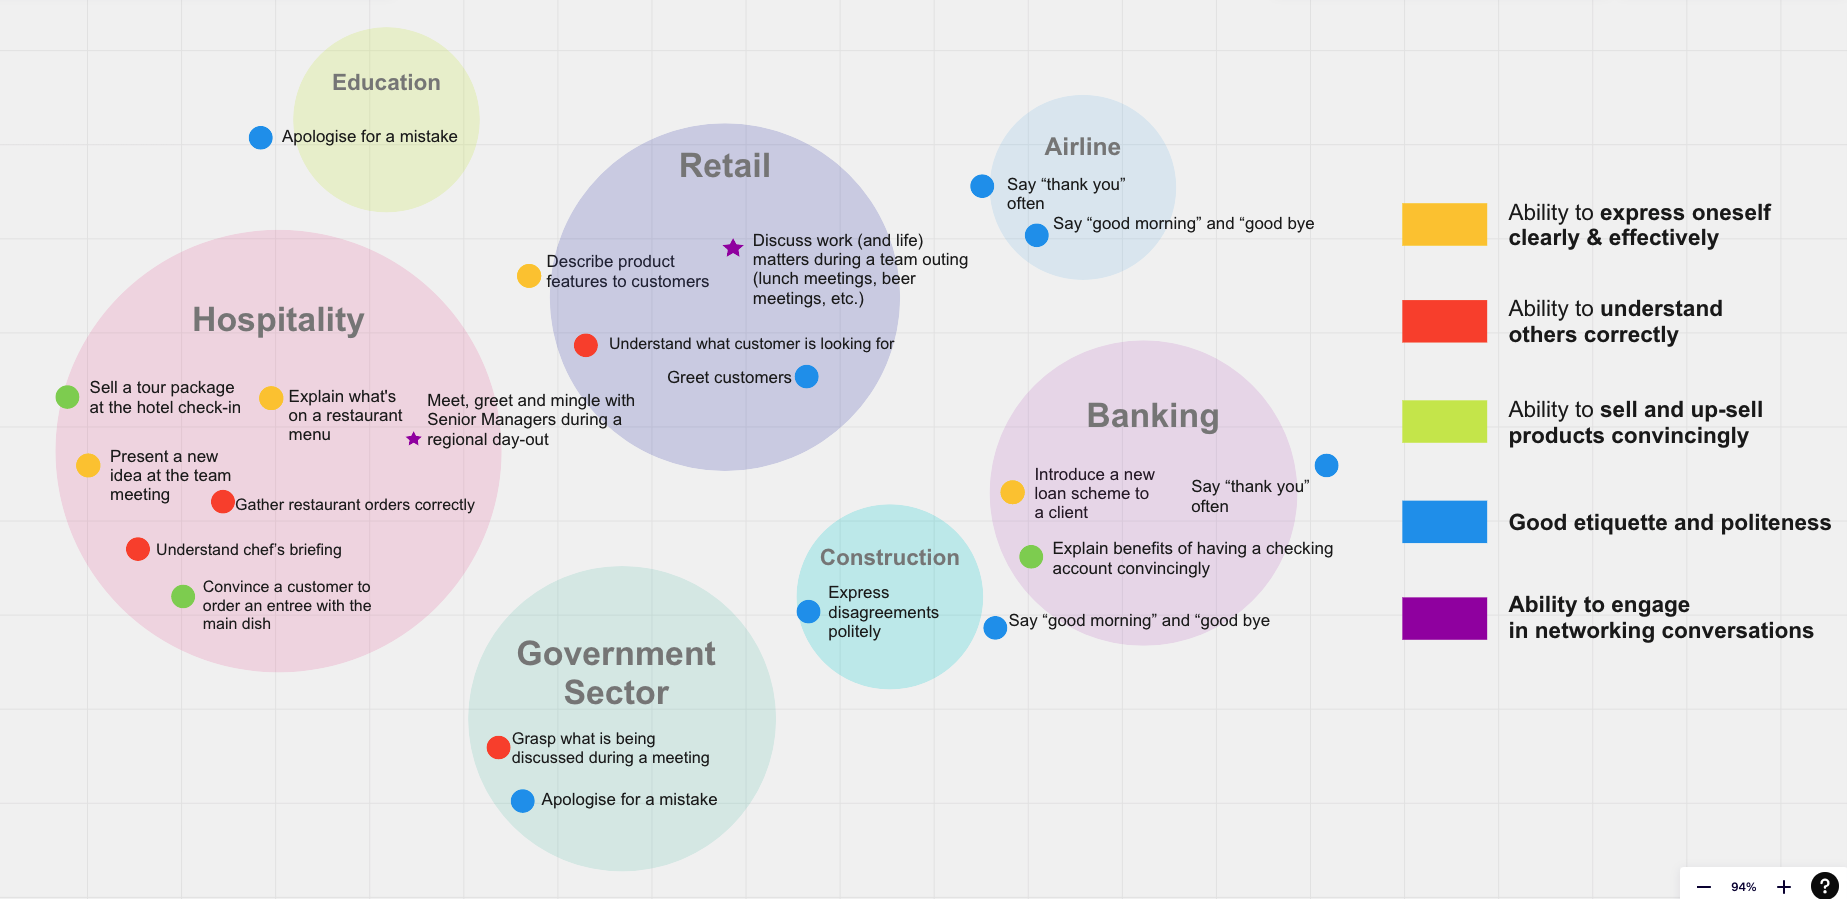 Education
Apologise for a mistake
Retail
Discuss work (and life)
matters during a team outing
(lunch meetings, beer
meetings, etc.)
Describe product
features to customers
Understand what customer is looking for
Greet customers
Airline
Say “thank you”
often
Say “good morning” and “good bye
Hospitality
Sell a tour package
at the hotel check-in
Explain what's
on a restaurant
menu
Meet, greet and mingle with
Senior Managers during a
regional day-out
Present a new
idea at the team
meeting
Gather restaurant orders correctly
Understand chef’s briefing
Convince a customer to
order an entree with the
main dish
Banking
Introduce a new
loan scheme to
a client
Say “thank you”
often
Explain benefits of having a checking
account convincingly
Say “good morning” and “good bye
Construction
Express
disagreements
politely
Government
Sector
Grasp what is being
discussed during a meeting
Apologise for a mistake
Ability to express oneself
clearly & effectively
Ability to understand
others correctly
Ability to sell and up-sell
products convincingly
Good etiquette and politeness
Ability to engage
in networking conversations
94%
?